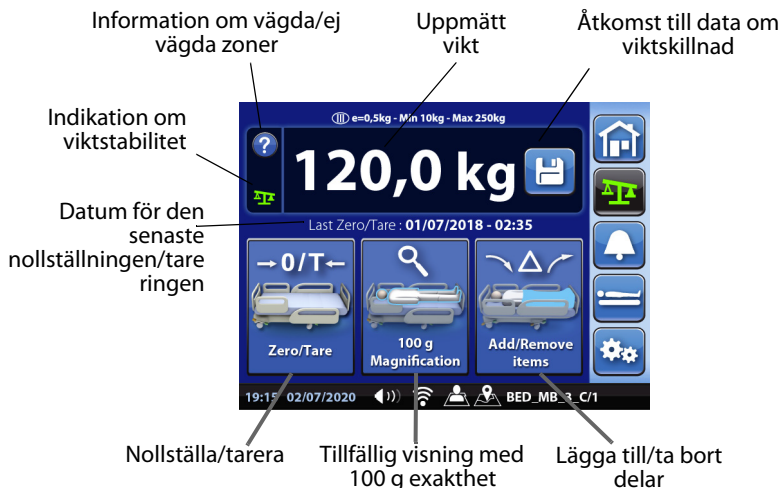 Information om vägda/ej
vägda zoner
Uppmätt
vikt
Åtkomst till data om
viktskillnad
Indikation om
viktstabilitet
Datum för den
senaste
nollställningen/tare
ringen
III e=0,5kg - Min 10kg - Max 250kg
?
120,0 kg
Last Zero/Tare : 01/07/2018 - 02:35
→0/T←
Zero/Tare
100 g
Magnification
Δ
Add/Remove
items
19:15 02/07/2020
BED_MB_3_C/1
Nollställa/tarera
Tillfällig visning med
100 g exakthet
Lägga till/ta bort
delar